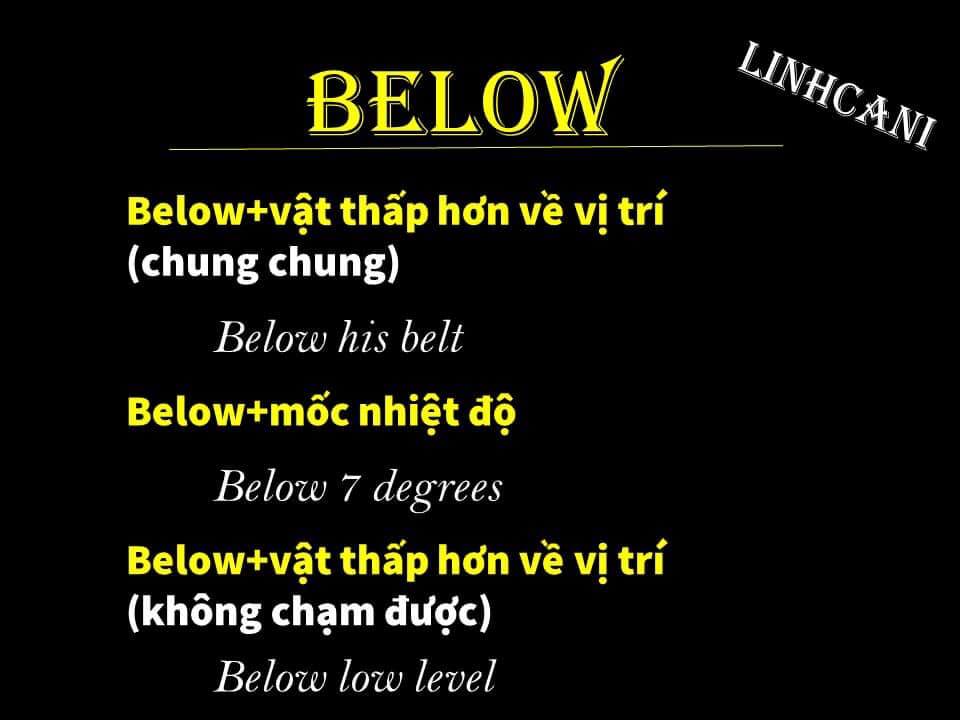 BELOW
LINHCANI
Below+vật thấp hơn về vị trí
(chung chung)
Below his belt
Below+mốc nhiệt độ
Below 7 degrees
Below+vật thấp hơn về vị trí
(không chạm được)
Below low level